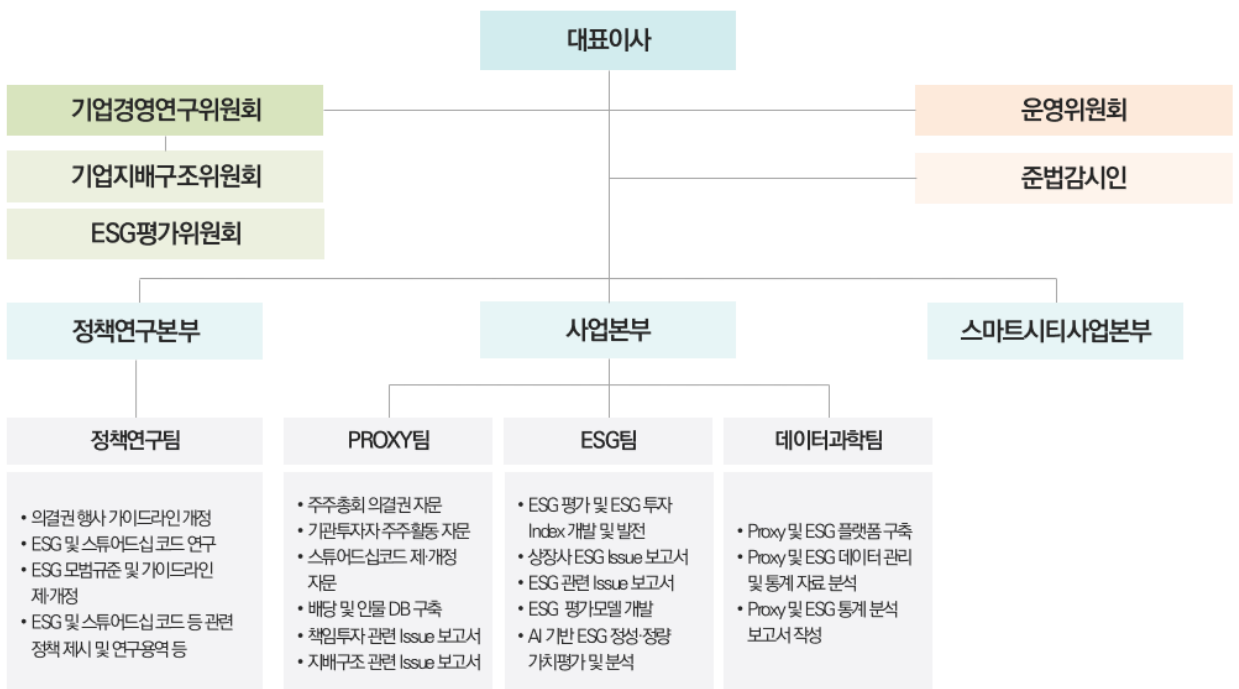 대표이사
기업경영연구위원회
운영위원회
기업지배구조위원회
준법감시인
ESG평가위원회
정책연구본부
사업본부
스마트시티사업본부
정책연구팀
PROXY팀
ESG팀
데이터과학팀
• 의결권 행사 가이드라인 개정
• ESG 및 스튜어드십 코드 연구
• ESG 모범규준 및 가이드라인
제·개정
• ESG 및 스튜어드십 코드 등 관련
정책 제시 및 연구용역 등
• 주주총회 의결권 자문
• 기관투자자 주주활동 자문
• 스튜어드십코드 제·개정
자문
• 배당 및 인물 DB 구축
• 책임투자 관련 Issue 보고서
• 지배구조 관련 Issue 보고서
• ESG 평가 및 ESG 투자
Index 개발 및 발전
• 상장사 ESG Issue 보고서
• ESG 관련 Issue 보고서
• ESG 평가모델 개발
• AI 기반 ESG 정성·정량
가치평가 및 분석
• Proxy 및 ESG 플랫폼 구축
• Proxy 및 ESG 데이터 관리
및 통계 자료 분석
• Proxy 및 ESG 통계 분석
보고서 작성